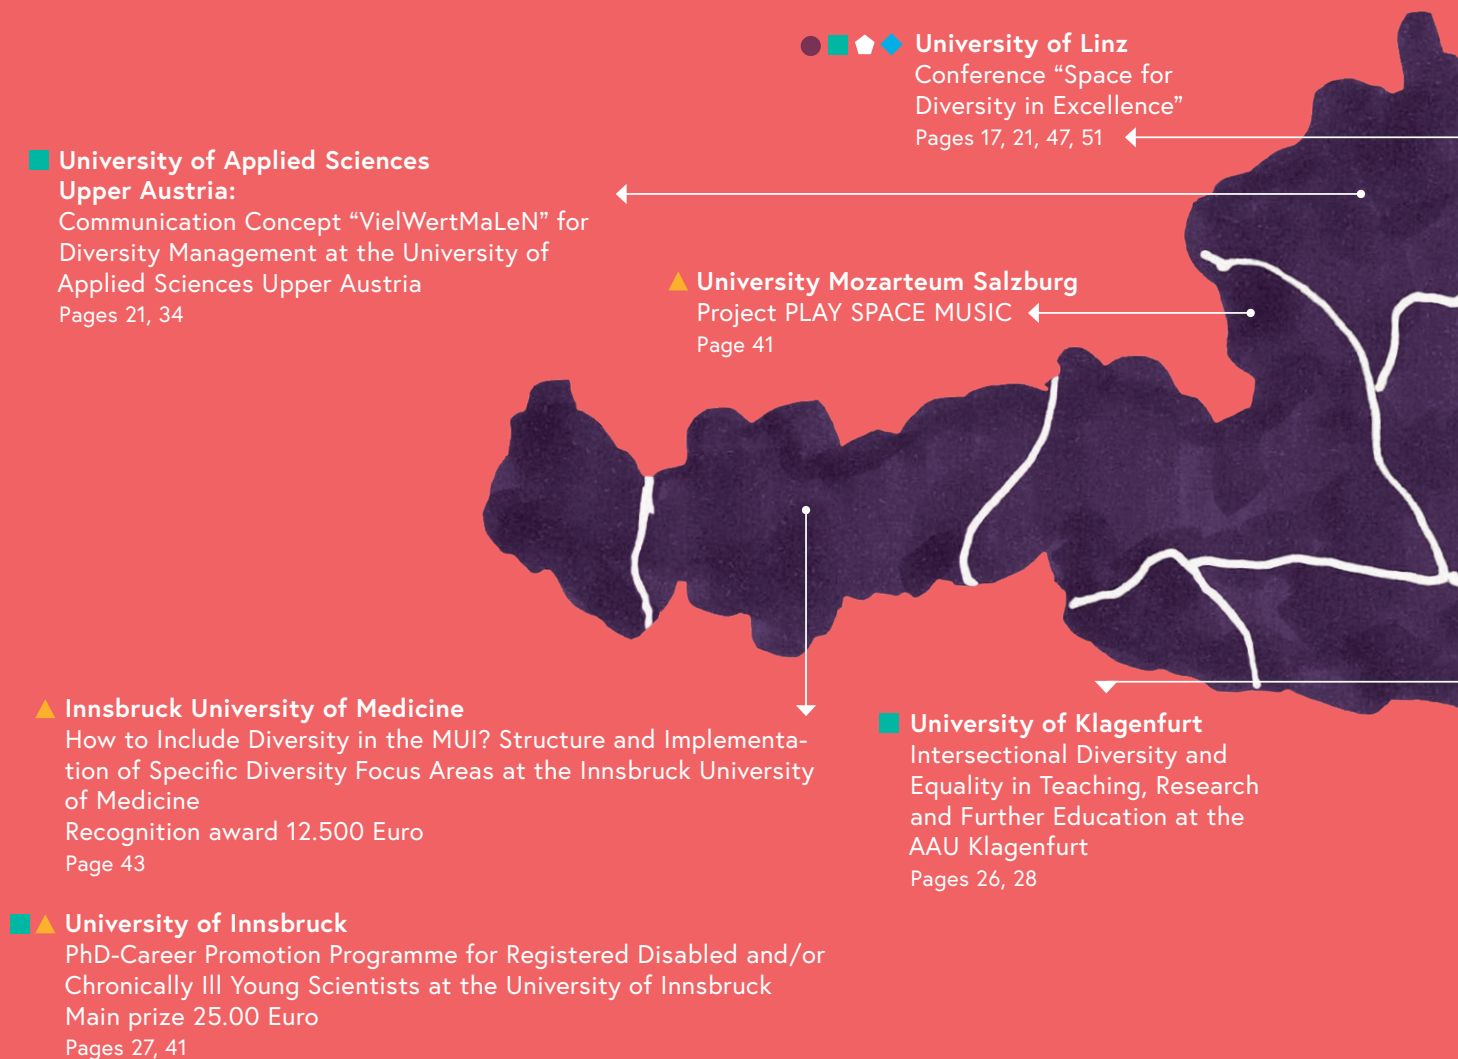 University of Linz
Conference “Space for
Diversity in Excellence”
Pages 17, 21, 47, 51
University of Applied Sciences
Upper Austria:
Communication Concept “VielWertMaLeN” for
Diversity Management at the University of
Applied Sciences Upper Austria
Pages 21, 34
University Mozarteum Salzburg
Project PLAY SPACE MUSIC
Page 41
Innsbruck University of Medicine
How to Include Diversity in the MUI? Structure and Implementa-
tion of Specific Diversity Focus Areas at the Innsbruck University
of Medicine
Recognition award 12.500 Euro
Page 43
University of Klagenfurt
Intersectional Diversity and
Equality in Teaching, Research
and Further Education at the
AAU Klagenfurt
Pages 26, 28
University of Innsbruck
PhD-Career Promotion Programme for Registered Disabled and/or
Chronically Ill Young Scientists at the University of Innsbruck
Main prize 25.00 Euro
Pages 27, 41